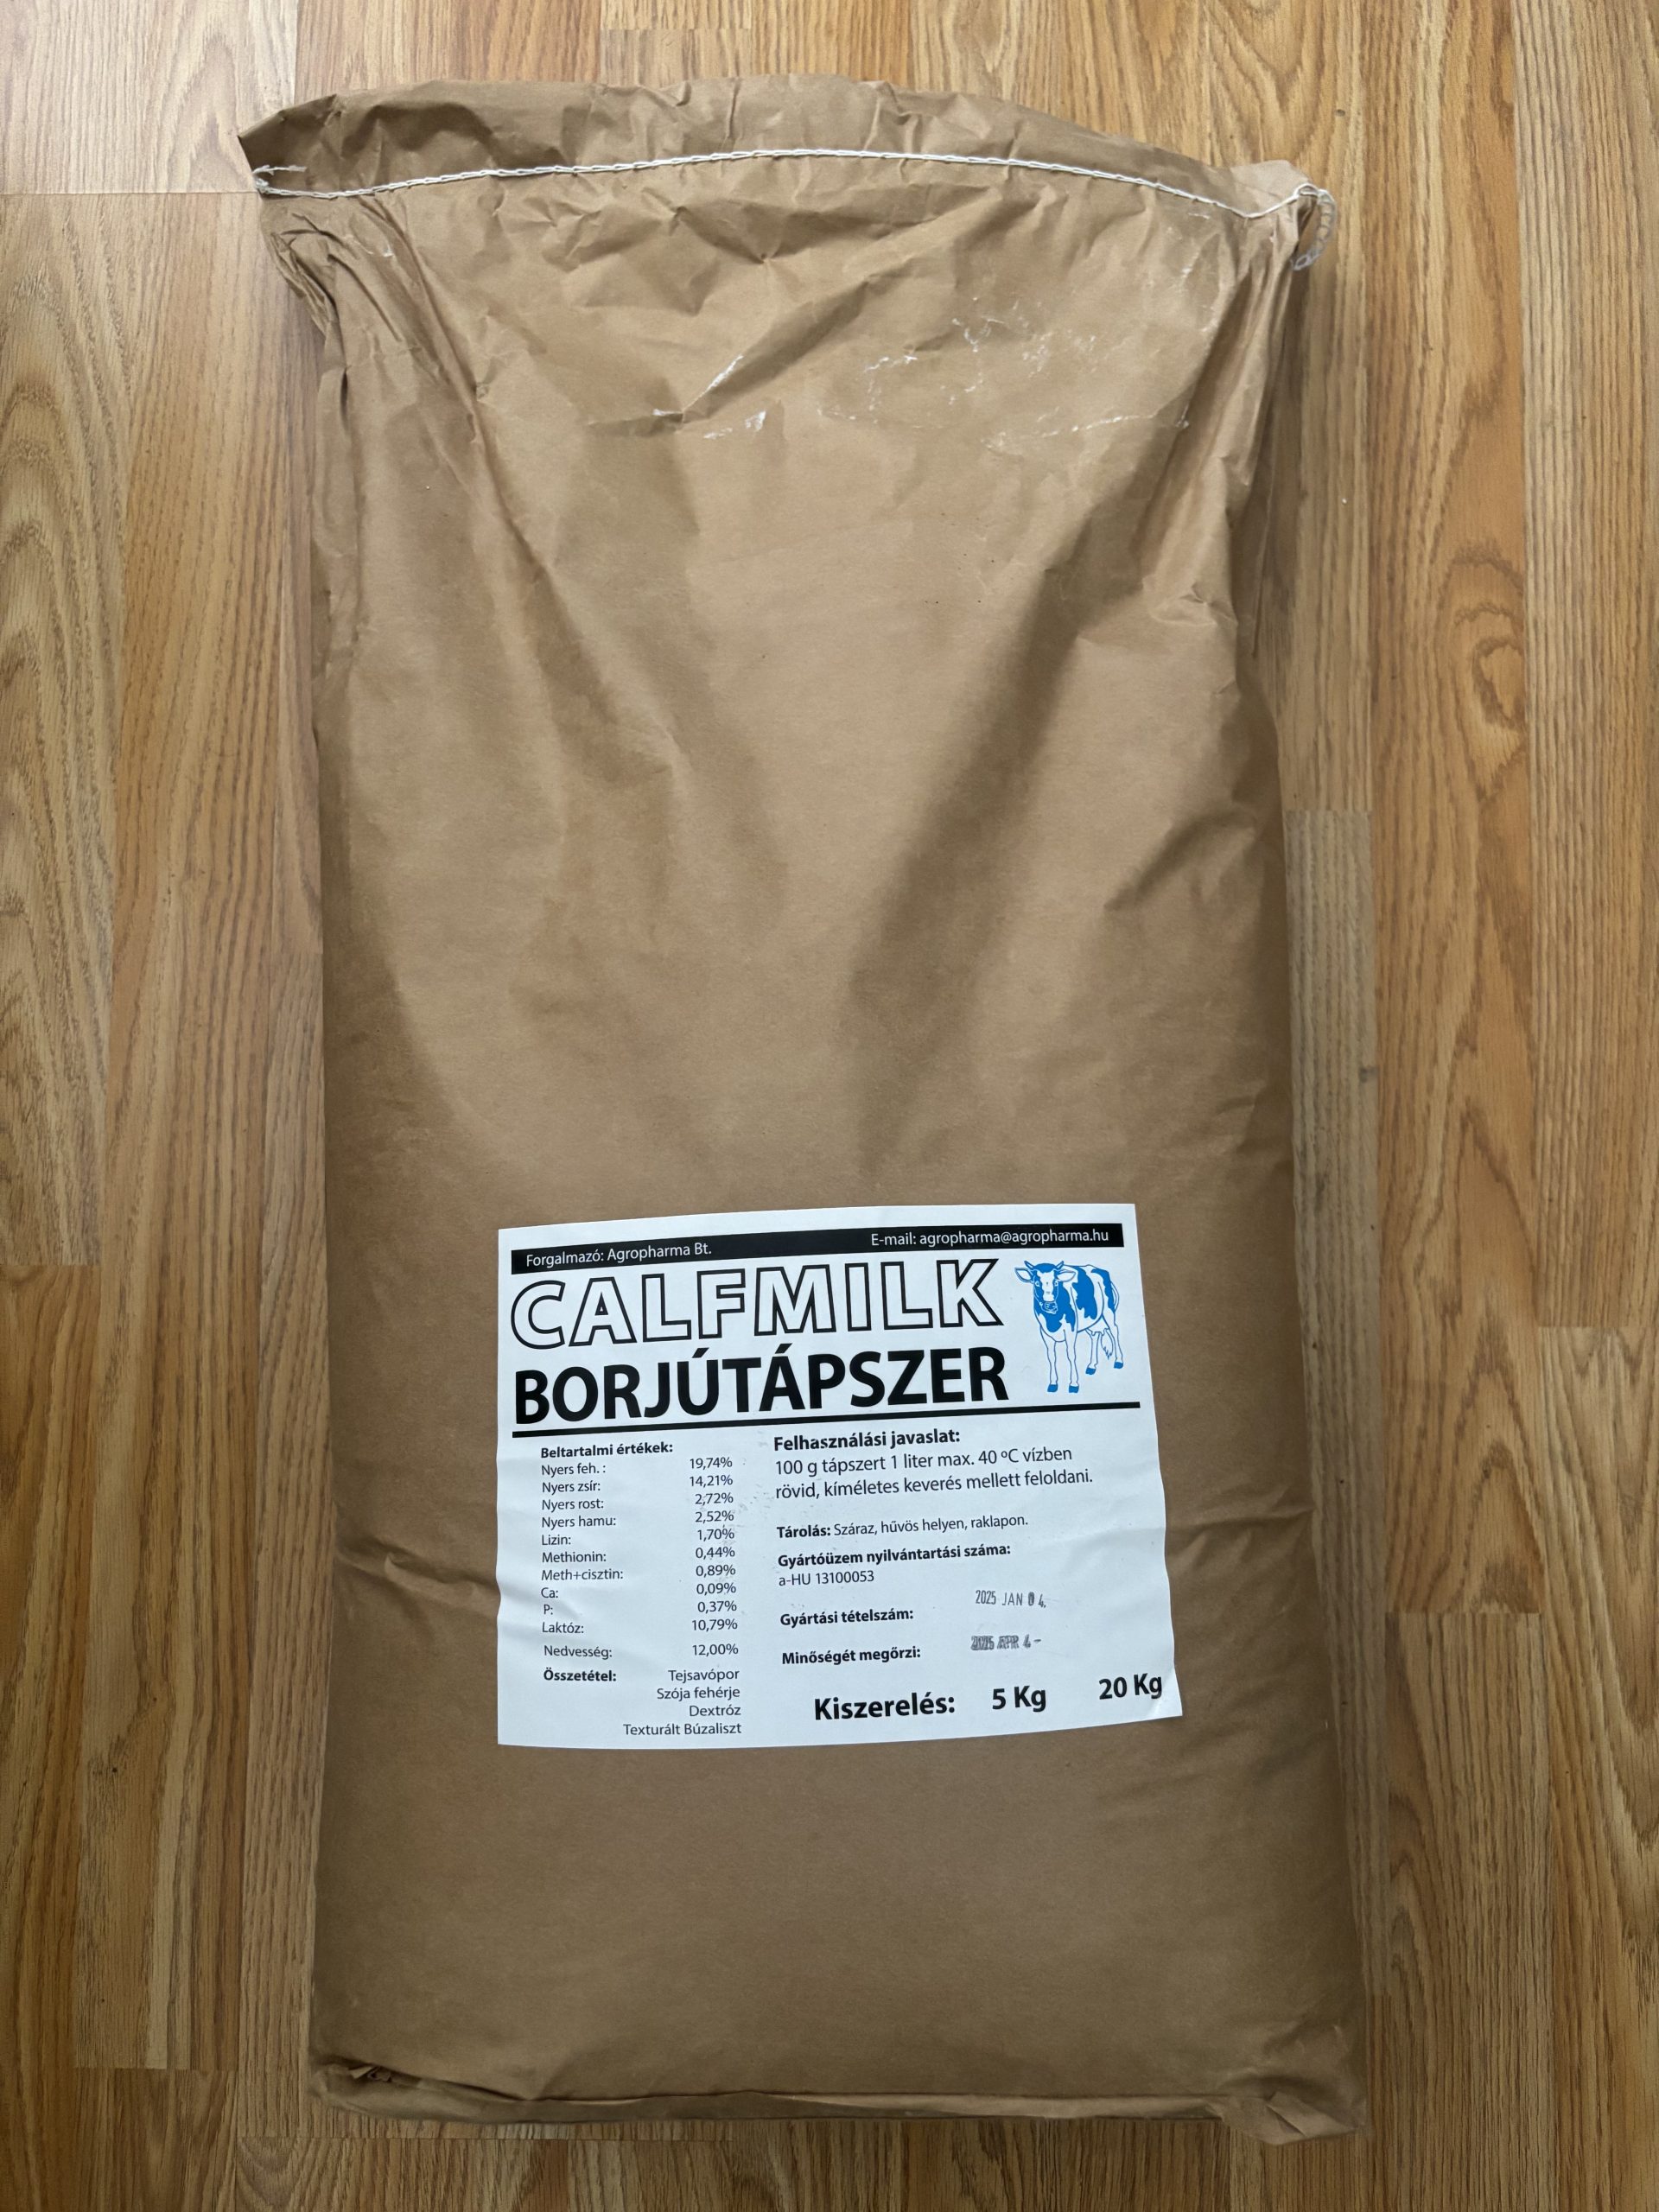 Forgalmazó: Agropharma Bt. E-mail: agropharma@agropharma.hu
CALFMILK
BORJÚTÁPSZER
Beltartalmi értékek:
Nyers feh. : 19,74%
Nyers zsír: 14,21%
Nyers rost: 2,72%
Nyers hamu: 2,52%
Lizin: 1,70%
Methionin: 0,44%
Meth+cisztin: 0,89%
Ca: 0,09%
P: 0,37%
Laktóz: 10,79%
Nedvesség: 12,00%
Összetétel: Tejsavópor
Szója fehérje
Dextróz
Texturált Búzaliszt
Felhasználási javaslat:
100 g tápszert 1 liter max. 40 ºC vízben
rövid, kíméletes keverés mellett feloldani.
Tárolás: Száraz, hűvös helyen, raklapon.
Gyártóüzem nyilvántartási száma:
a-HU 13100053
Gyártási tételszám: 2025 JAN 04.
Minőségét megőrzi: APR 4-
Kiszerelés: 5 Kg 20 Kg